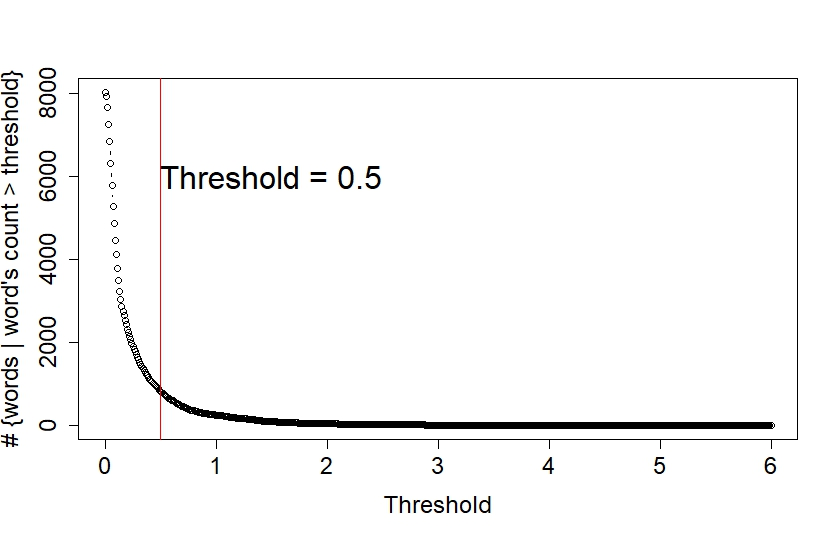 # {words | word's count > threshold}
8000
6000
4000
2000
0
Threshold = 0.5
0 1 2 3 4 5 6
Threshold